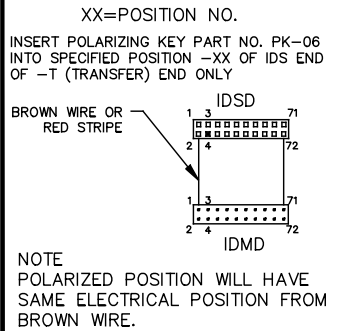 XX=POSITION NO.
INSERT POLARIZING KEY PART NO. PK-06
INTO SPECIFIED POSITION -XX OF IDS END
OF -T (TRANSFER) END ONLY
IDSD
BROWN WIRE OR
RED STRIPE
1 3 71
2 4 72
1 3 71
2 4 72
IDMD
NOTE
POLARIZED POSITION WILL HAVE
SAME ELECTRICAL POSITION FROM
BROWN WIRE.